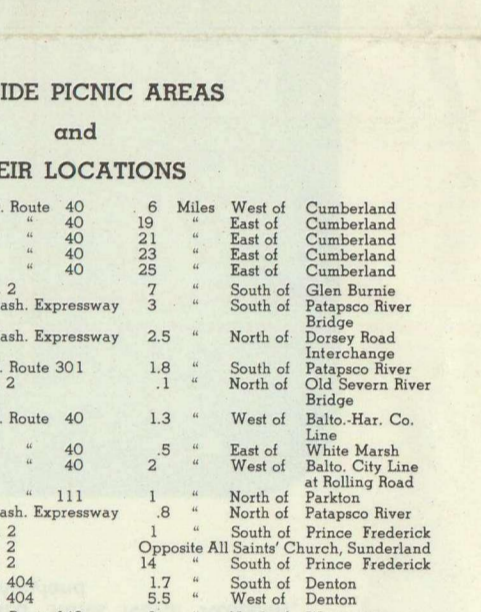 IDE PICNIC AREAS
and
EIR LOCATIONS
. Route 40 . 6 Miles West of Cumberland
" 40 19 " East of Cumberland
" 40 21 " East of Cumberland
" 40 23 " East of Cumberland
" 40 25 " East of Cumberland
2 7 " South of Glen Burnie
ash. Expressway 3 " South of Patapsco River
Bridge
ash. Expressway 2.5 " North of Dorsey Road
Interchange
. Route 301 1.8 " South of Patapsco River
2 .1 " North of Old Severn River
Bridge
. Route 40 1.3 " West of Balto.-Har. Co.
Line
" 40 .5 " East of White Marsh
" 40 2 " West of Balto. City Line
at Rolling Road
" 111 1 " North of Parkton
ash. Expressway .8 " North of Patapsco River
2 1 " South of Prince Frederick
2 Opposite All Saints' Church, Sunderland
2 14 " South of Prince Frederick
404 1.7 " South of Denton
404 5.5 " West of Denton